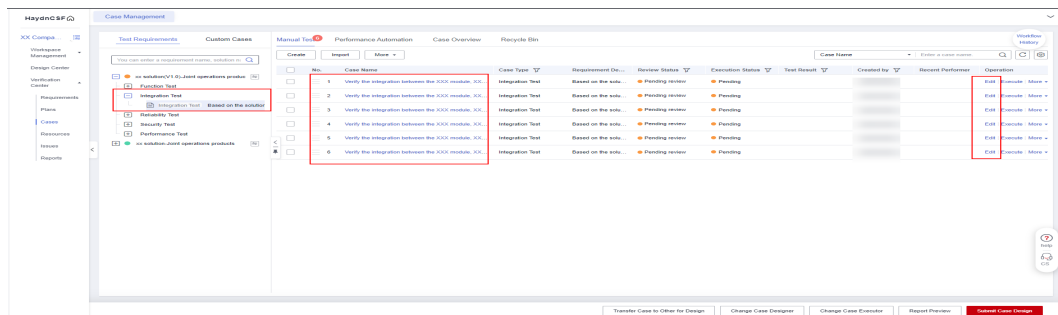 HaydnCSF
Case Management
XX Compa...
Workspace Management
Design Center
Verification Center
Requirements
Plans
Cases
Resources
Issues
Reports
Test Requirements Custom Cases
You can enter a requirement name, solution n
xx solution(V1.0)-Joint operations produc
Function Test
Integration Test
Integration Test Based on the solution
Reliability Test
Security Test
Performance Test
xx solution-Joint operations products
Manual Tes 6 Performance Automation Case Overview Recycle Bin
Workflow History
Create Import More
Case Name Enter a case name.
No. Case Name Case Type Requirement De... Review Status Execution Status Test Result Created by Recent Performer Operation
1 Verify the integration between the XXX module, XX... Integration Test Based on the solu... Pending review Pending Edit Execute More
2 Verify the integration between the XXX module, XX... Integration Test Based on the solu... Pending review Pending Edit Execute More
3 Verify the integration between the XXX module, XX... Integration Test Based on the solu... Pending review Pending Edit Execute More
4 Verify the integration between the XXX module, XX... Integration Test Based on the solu... Pending review Pending Edit Execute More
5 Verify the integration between the XXX module, XX... Integration Test Based on the solu... Pending review Pending Edit Execute More
6 Verify the integration between the XXX module, XX... Integration Test Based on the solu... Pending review Pending Edit Execute More
help
CS
Transfer Case to Other for Design Change Case Designer Change Case Executor Report Preview Submit Case Design